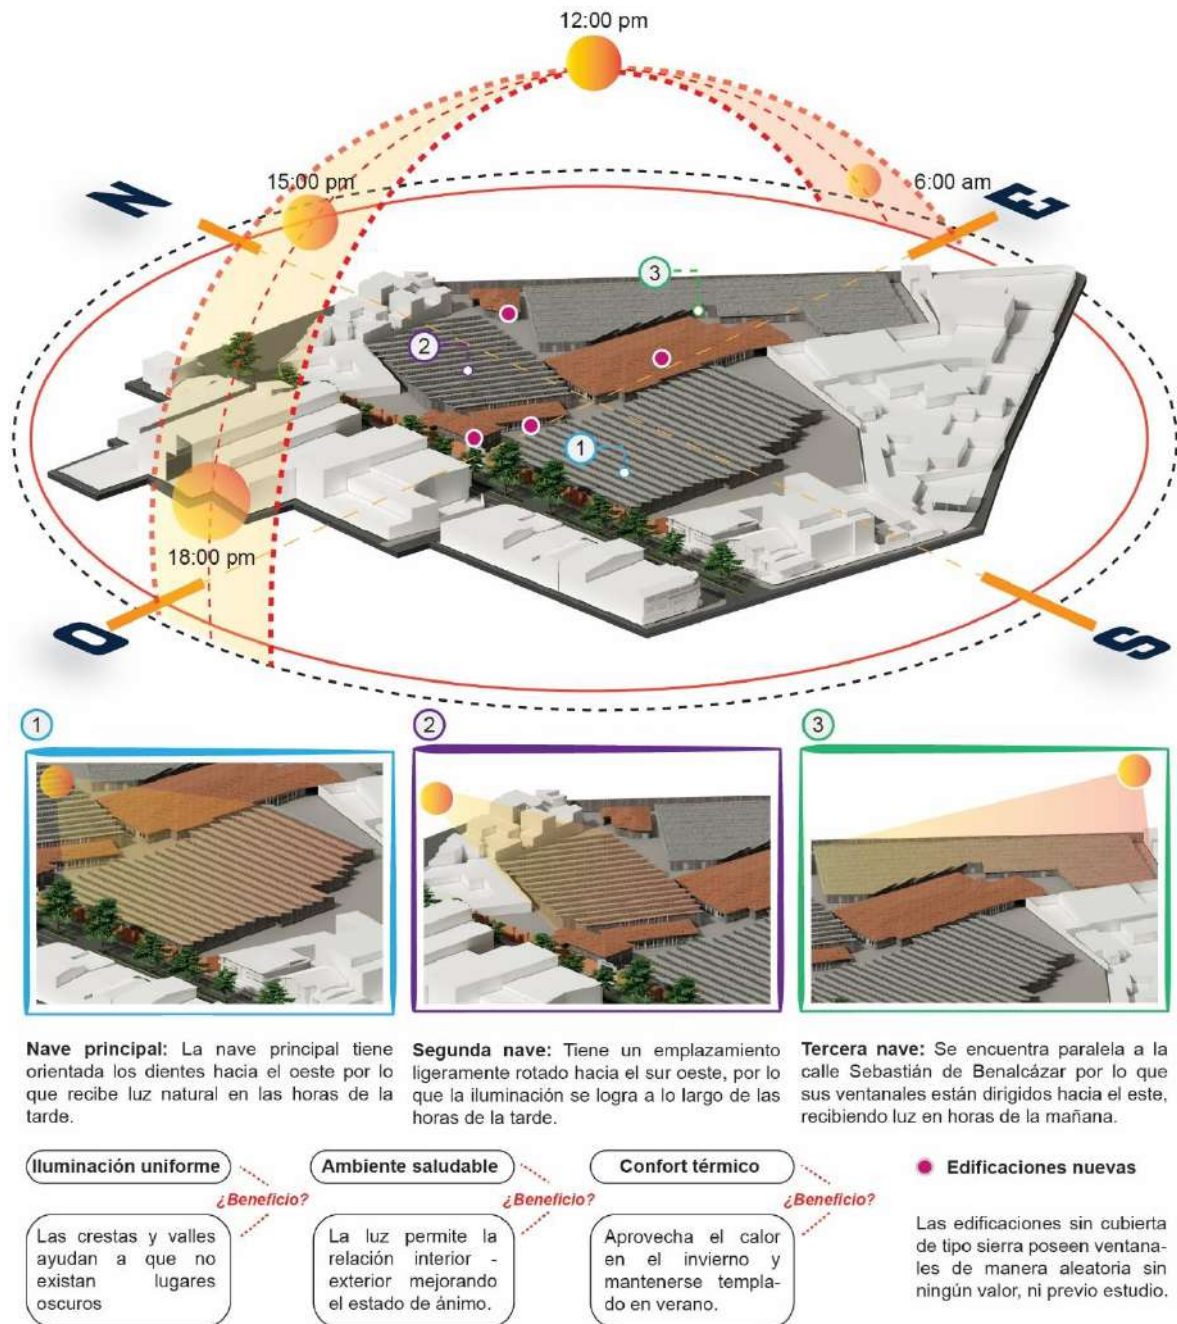 12:00 pm
15:00 pm
6:00 am
N
E
3
2
1
18:00 pm
O
S
1
2
3
Nave principal: La nave principal tiene
orientada los dientes hacia el oeste por lo
que recibe luz natural en las horas de la
tarde.
Segunda nave: Tiene un emplazamiento
ligeramente rotado hacia el sur oeste, por lo
que la iluminación se logra a lo largo de las
horas de la tarde.
Tercera nave: Se encuentra paralela a la
calle Sebastián de Benalcázar por lo que
sus ventanales están dirigidos hacia el este,
recibiendo luz en horas de la mañana.
Iluminación uniforme
¿Beneficio?
Las crestas y valles
ayudan a que no
existan lugares
oscuros
Ambiente saludable
¿Beneficio?
La luz permite la
relación interior -
exterior mejorando
el estado de ánimo.
Confort térmico
¿Beneficio?
Aprovecha el calor
en el invierno y
mantenerse templa-
do en verano.
Edificaciones nuevas
Las edificaciones sin cubierta
de tipo sierra poseen ventana-
les de manera aleatoria sin
ningún valor, ni previo estudio.